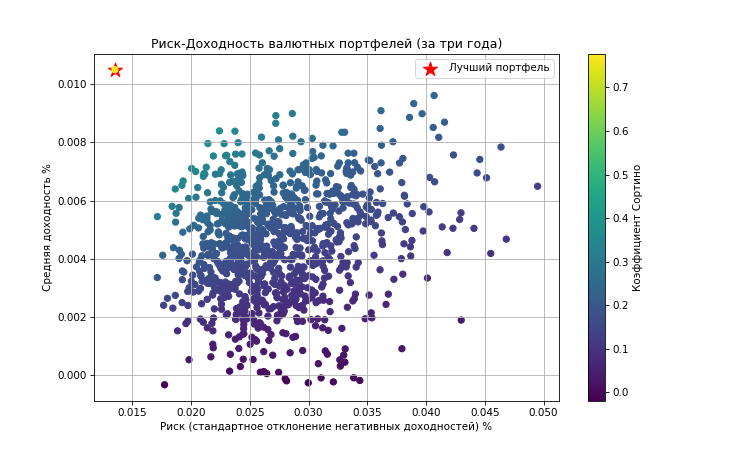 Риск-Доходность валютных портфелей (за три года)
Лучший портфель
Средняя доходность %
0.010
0.008
0.006
0.004
0.002
0.000
0.015 0.020 0.025 0.030 0.035 0.040 0.045 0.050
Риск (стандартное отклонение негативных доходностей) %
0.7
0.6
0.5
0.4
0.3
0.2
0.1
0.0
Коэффициент Сортино